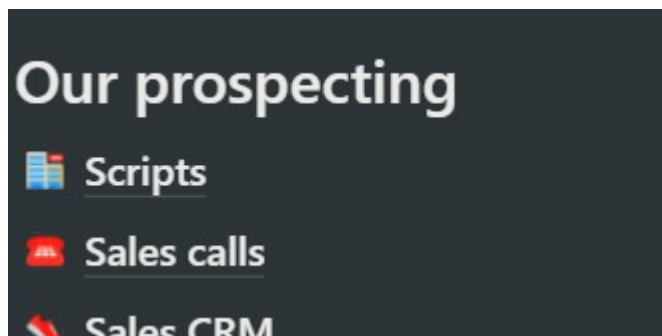 Our prospecting
Scripts
Sales calls
Sales CRM